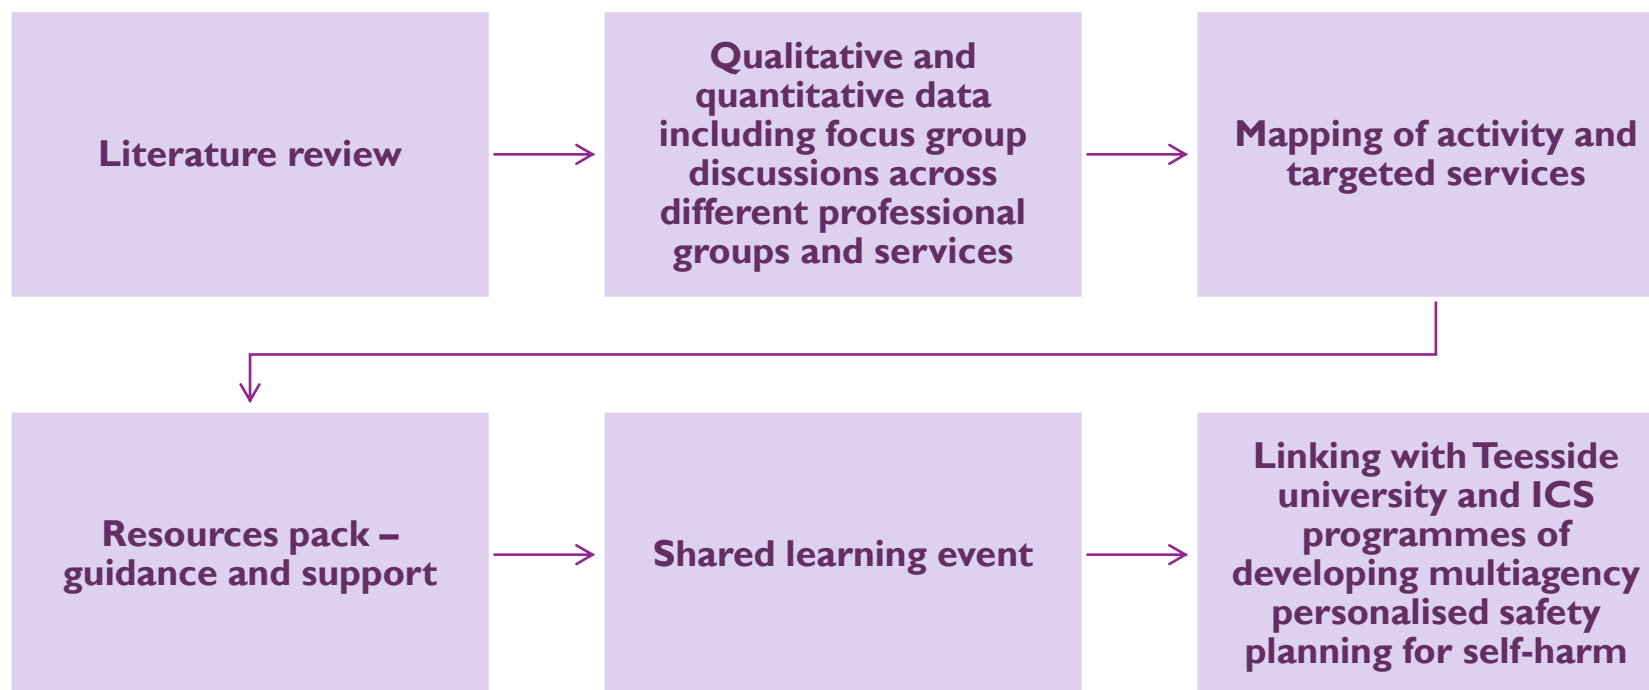 Literature review
Qualitative and
quantitative data
including focus group
discussions across
different professional
groups and services
Mapping of activity and
targeted services
Resources pack –
guidance and support
Shared learning event
Linking with Teesside
university and ICS
programmes of
developing multiagency
personalised safety
planning for self-harm